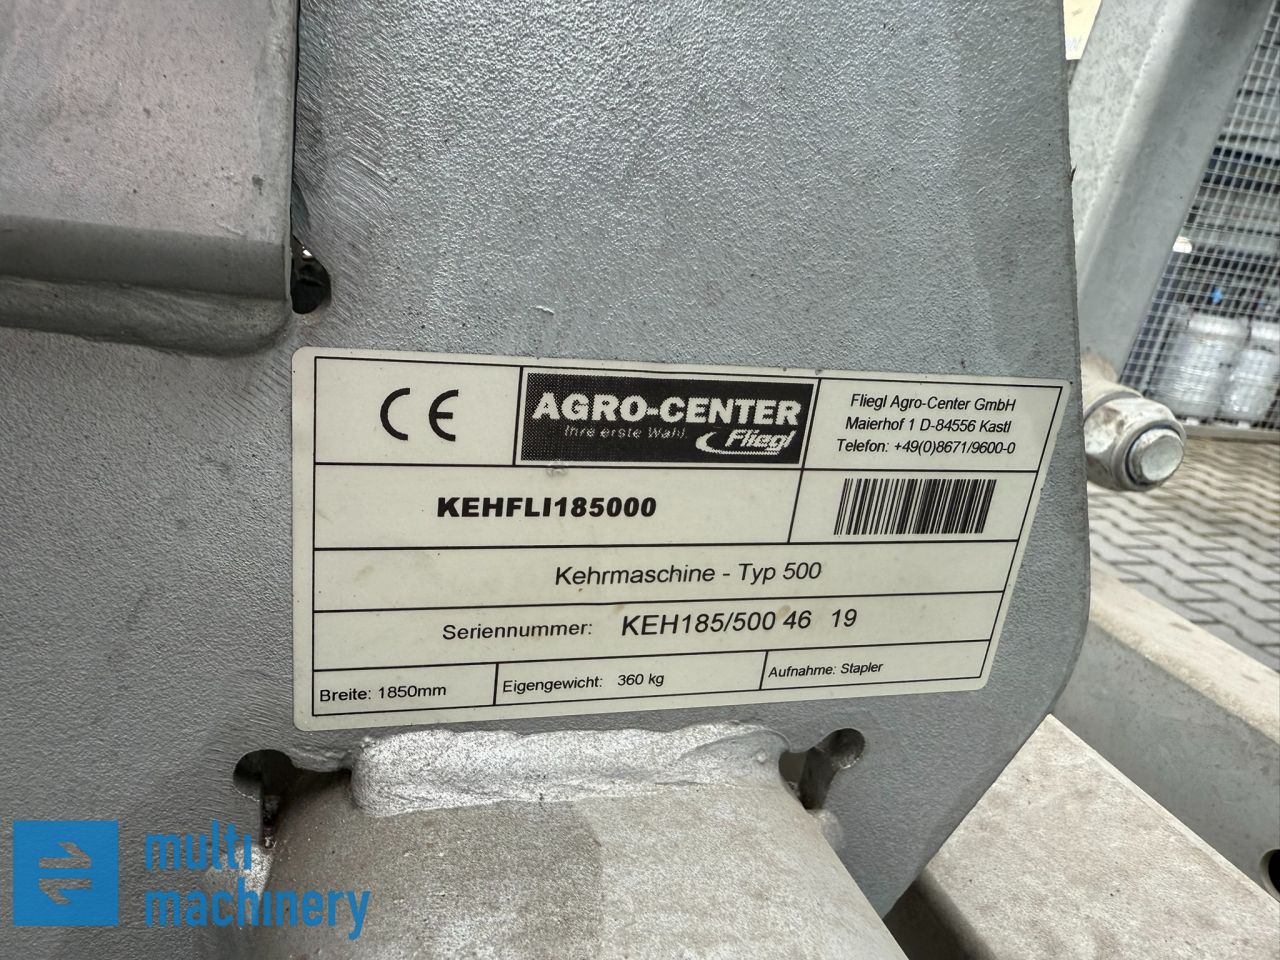 CE
AGRO-CENTER
Ihre erste Wahl
Fliegl
Fliegl Agro-Center GmbH
Maierhof 1 D-84556 Kastl
Telefon: +49(0)8671/9600-0
KEHFLI185000
Kehrmaschine - Typ 500
Seriennummer: KEH185/500 46 19
Breite: 1850mm
Eigengewicht: 360 kg
Aufnahme: Stapler
multi
machinery